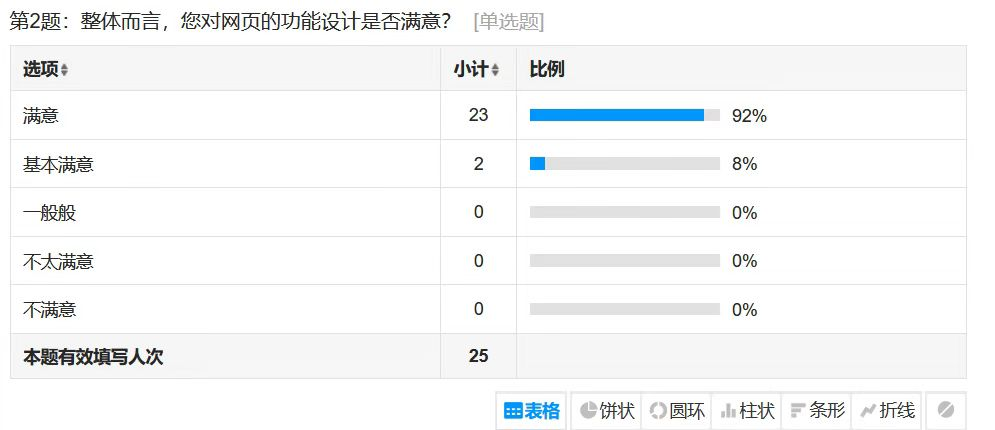 第2题：整体而言，您对网页的功能设计是否满意？ [单选题]
选项 小计 比例
满意 23 92%
基本满意 2 8%
一般般 0 0%
不太满意 0 0%
不满意 0 0%
本题有效填写人次 25
表格 饼状 圆环 柱状 条形 折线